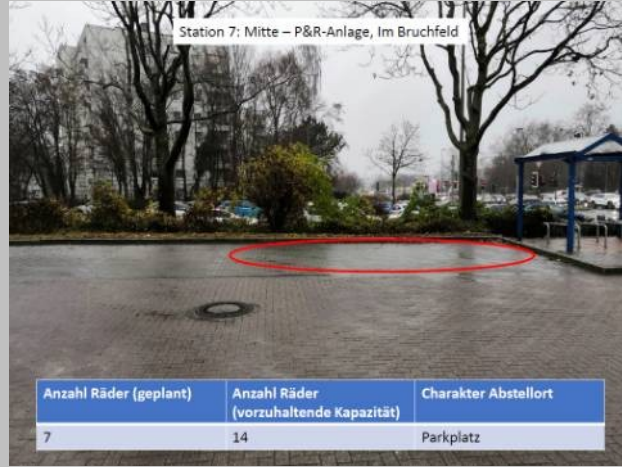 Station 7: Mitte – P&R-Anlage, Im Bruchfeld
Anzahl Räder (geplant)
Anzahl Räder
(vorzuhaltende Kapazität)
Charakter Abstellort
7
14
Parkplatz